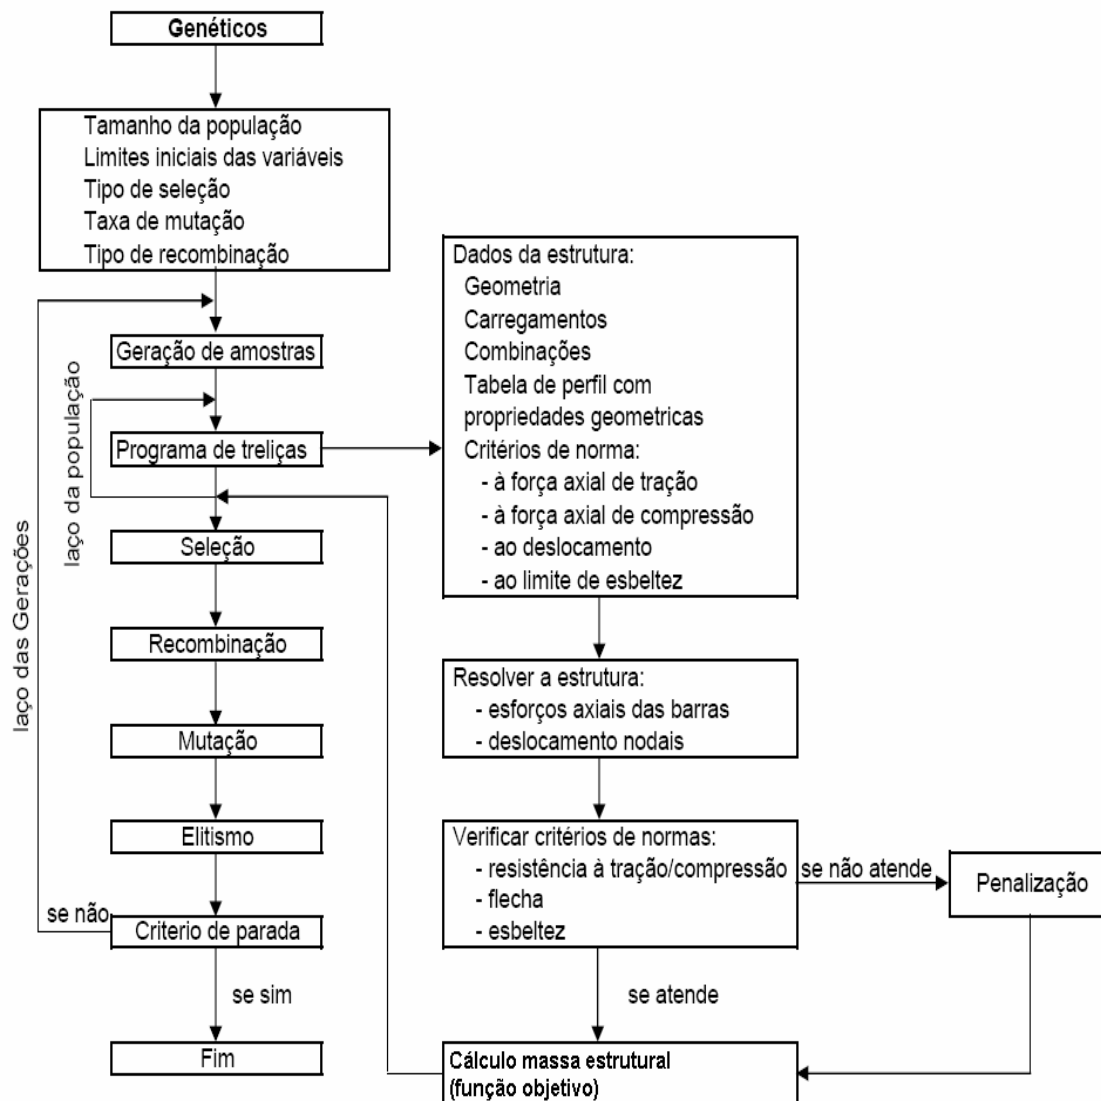 Genéticos
Tamanho da população
Limites iniciais das variáveis
Tipo de seleção
Taxa de mutação
Tipo de recombinação
Geração de amostras
Programa de treliças
Seleção
Recombinação
Mutação
Elitismo
se não
Criterio de parada
se sim
Fim
laço da população
laço das Gerações
Dados da estrutura:
Geometria
Carregamentos
Combinações
Tabela de perfil com
propriedades geometricas
Critérios de norma:
- à força axial de tração
- à força axial de compressão
- ao deslocamento
- ao limite de esbeltez
Resolver a estrutura:
- esforços axiais das barras
- deslocamento nodais
Verificar critérios de normas:
- resistência à tração/compressão
- flecha
- esbeltez
se não atende
Penalização
se atende
Cálculo massa estrutural
(função objetivo)